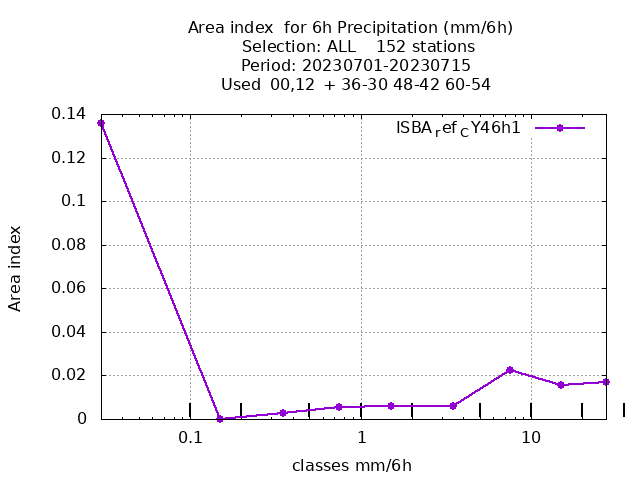 Area index  for 6h Precipitation (mm/6h)
Selection: ALL    152 stations
Period: 20230701-20230715
Used  00,12  + 36-30 48-42 60-54
ISBArefCY46h1
0.14
0.12
0.1
0.08
0.06
0.04
0.02
0
Area index
0.1 1 10
classes mm/6h